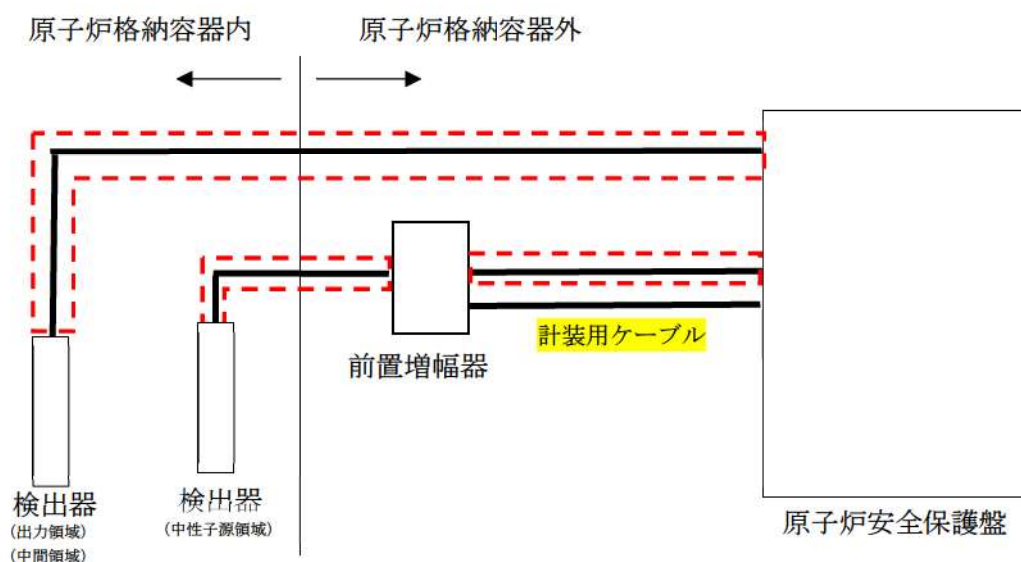 原子炉格納容器内
原子炉格納容器外
計装用ケーブル
前置増幅器
検出器
(出力領域)
(中間領域)
検出器
(中性子源領域)
原子炉安全保護盤